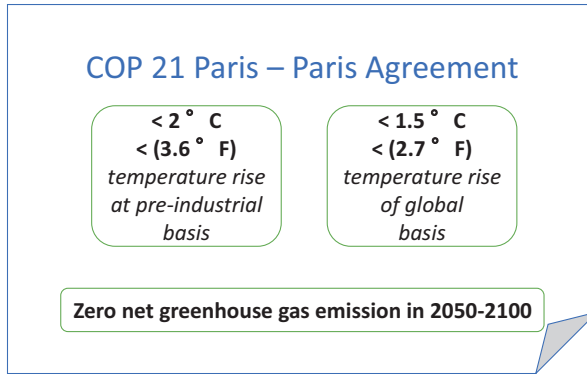 COP 21 Paris – Paris Agreement
< 2 ° C
< (3.6 ° F)
temperature rise
at pre-industrial
basis
< 1.5 ° C
< (2.7 ° F)
temperature rise
of global
basis
Zero net greenhouse gas emission in 2050-2100